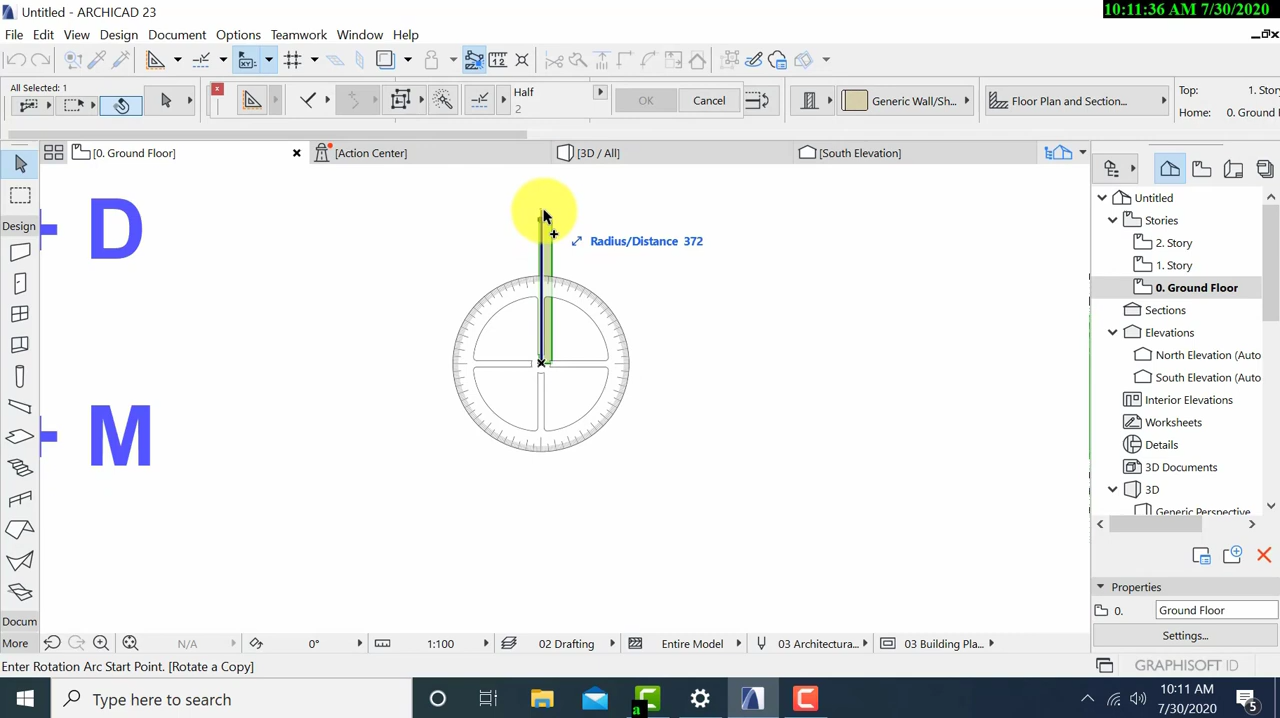 10:11:36 AM 7/30/2020
Untitled - ARCHICAD 23
File Edit View Design Document Options Teamwork Window Help
All Selected: 1
Half
2
OK
Cancel
Generic Wall/Sh...
Floor Plan and Section...
Top:
1. Story
Home:
0. Ground F
[0. Ground Floor]
[Action Center]
[3D / All]
[South Elevation]
Design
Docum
More
D
M
Radius/Distance 372
Untitled
Stories
2. Story
1. Story
0. Ground Floor
Sections
Elevations
North Elevation (Auto
South Elevation (Auto
Interior Elevations
Worksheets
Details
3D Documents
3D
Generic Perspective
Properties
0.
Ground Floor
Settings...
N/A
0°
1:100
02 Drafting
Entire Model
03 Architectura...
03 Building Pla...
Enter Rotation Arc Start Point. [Rotate a Copy]
GRAPHISOFT ID
Type here to search
a
10:11 AM
7/30/2020
5